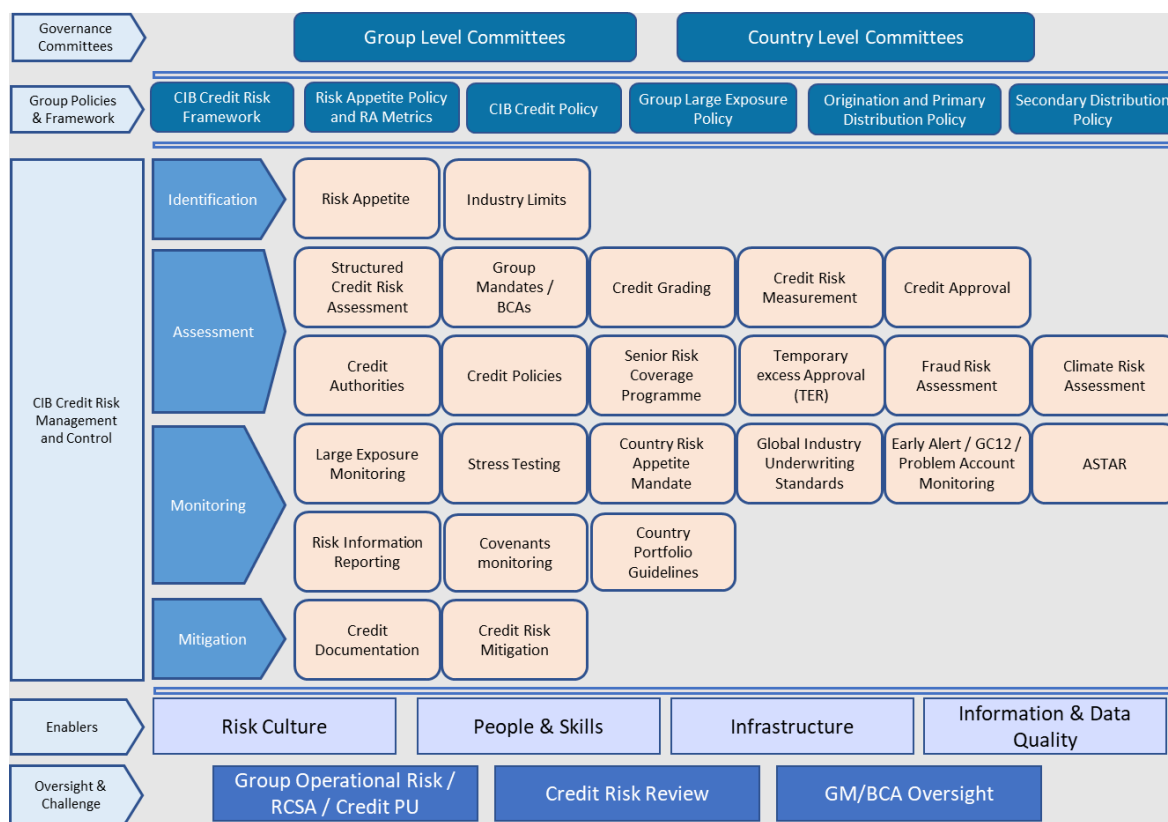 Governance
Committees
Group Level Committees
Country Level Committees
Group Policies
& Framework
CIB Credit Risk
Framework
Risk Appetite Policy
and RA Metrics
CIB Credit Policy
Group Large Exposure
Policy
Origination and Primary
Distribution Policy
Secondary Distribution
Policy
CIB Credit Risk
Management
and Control
Identification
Risk Appetite
Industry Limits
Assessment
Structured
Credit Risk
Assessment
Group
Mandates /
BCAs
Credit Grading
Credit Risk
Measurement
Credit Approval
Credit
Authorities
Credit Policies
Senior Risk
Coverage
Programme
Temporary
excess Approval
(TER)
Fraud Risk
Assessment
Climate Risk
Assessment
Monitoring
Large Exposure
Monitoring
Stress Testing
Country Risk
Appetite
Mandate
Global Industry
Underwriting
Standards
Early Alert / GC12 /
Problem Account
Monitoring
ASTAR
Risk Information
Reporting
Covenants
monitoring
Country
Portfolio
Guidelines
Mitigation
Credit
Documentation
Credit Risk
Mitigation
Enablers
Risk Culture
People & Skills
Infrastructure
Information & Data
Quality
Oversight &
Challenge
Group Operational Risk /
RCSA / Credit PU
Credit Risk Review
GM/BCA Oversight